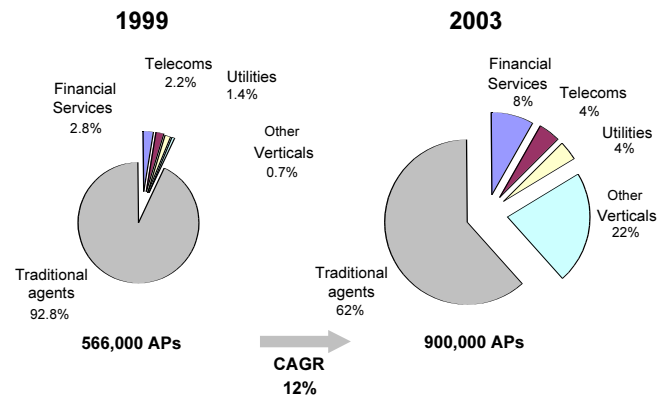 1999
2003
Telecoms
2.2%
Utilities
1.4%
Financial
Services
2.8%
Other
Verticals
0.7%
Traditional
agents
92.8%
566,000 APs
Financial
Services
8%
Telecoms
4%
Utilities
4%
Other
Verticals
22%
Traditional
agents
62%
900,000 APs
CAGR
12%